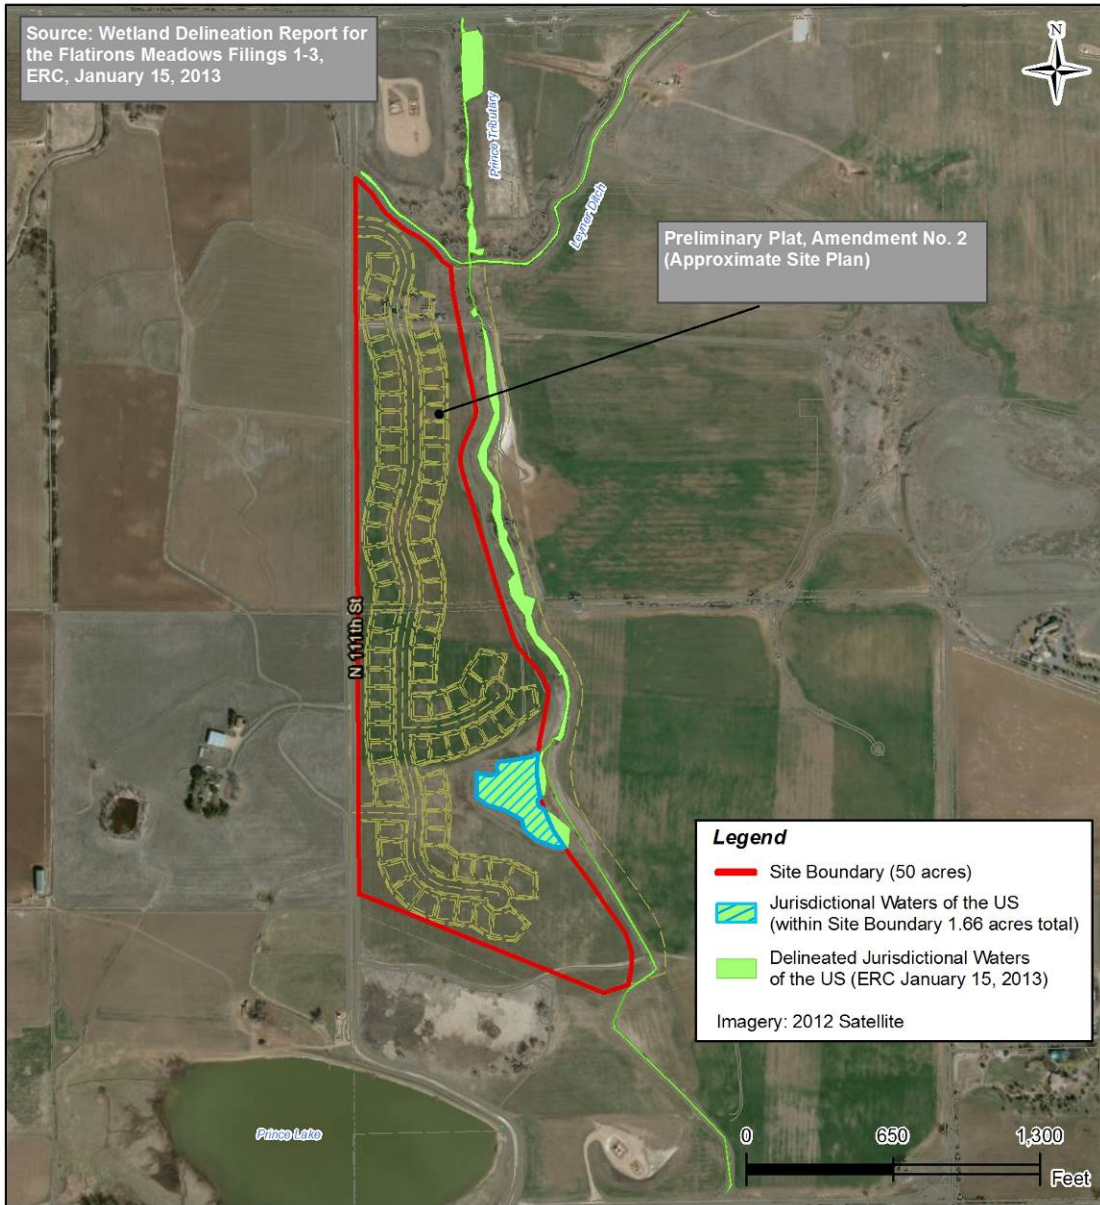 Source: Wetland Delineation Report for
the Flatirons Meadows Filings 1-3,
ERC, January 15, 2013
N
Prince Tributary
Leyner Ditch
Preliminary Plat, Amendment No. 2
(Approximate Site Plan)
N 111th St
Legend
Site Boundary (50 acres)
Jurisdictional Waters of the US
(within Site Boundary 1.66 acres total)
Delineated Jurisdictional Waters
of the US (ERC January 15, 2013)
Imagery: 2012 Satellite
Prince Lake
0 650 1,300
Feet